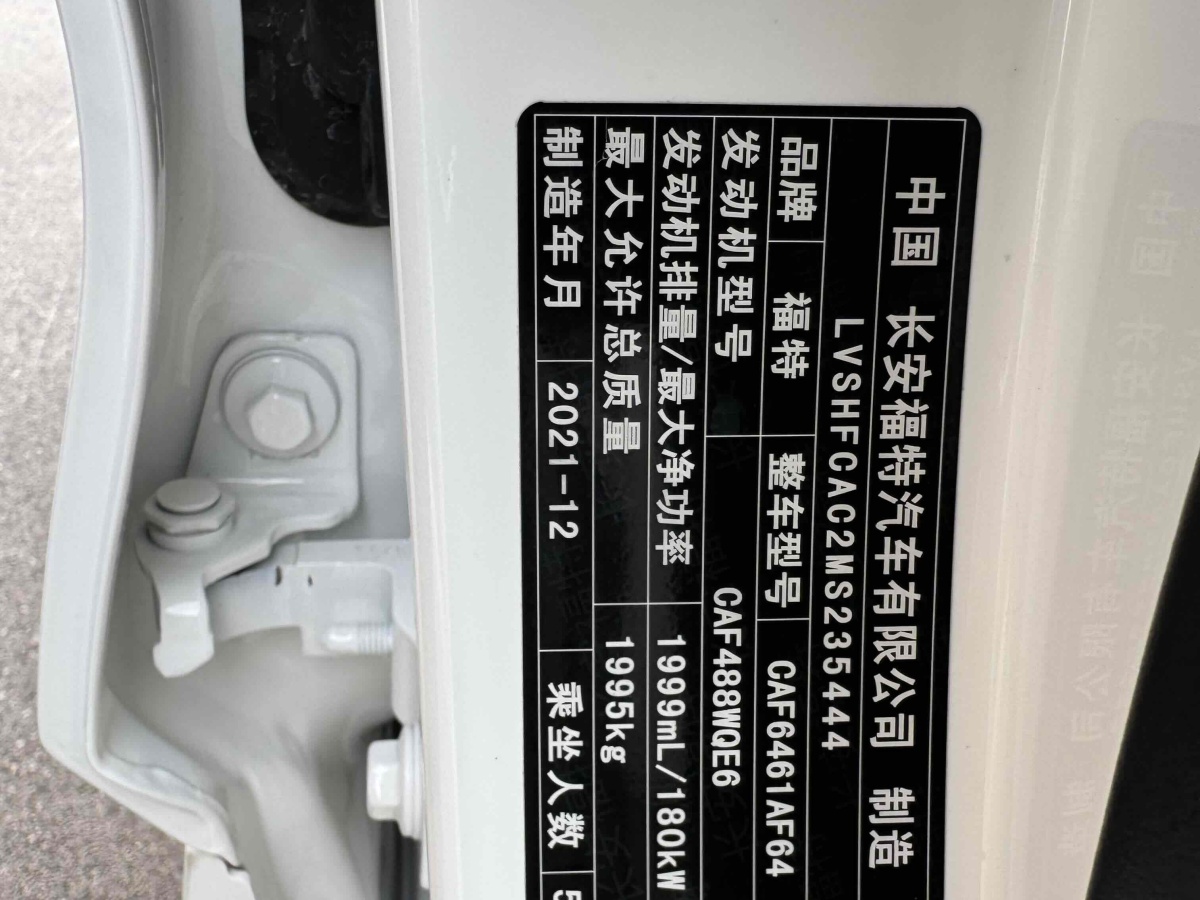 中国 长安福特汽车有限公司 制造
LVSHFCAC2MS235444
品牌 福特 整车型号 CAF6461AF64
发动机型号 CAF488WQE6
发动机排量/最大净功率 1999mL/180kW
最大允许总质量 1995kg
制造年月 2021-12 乘坐人数 5